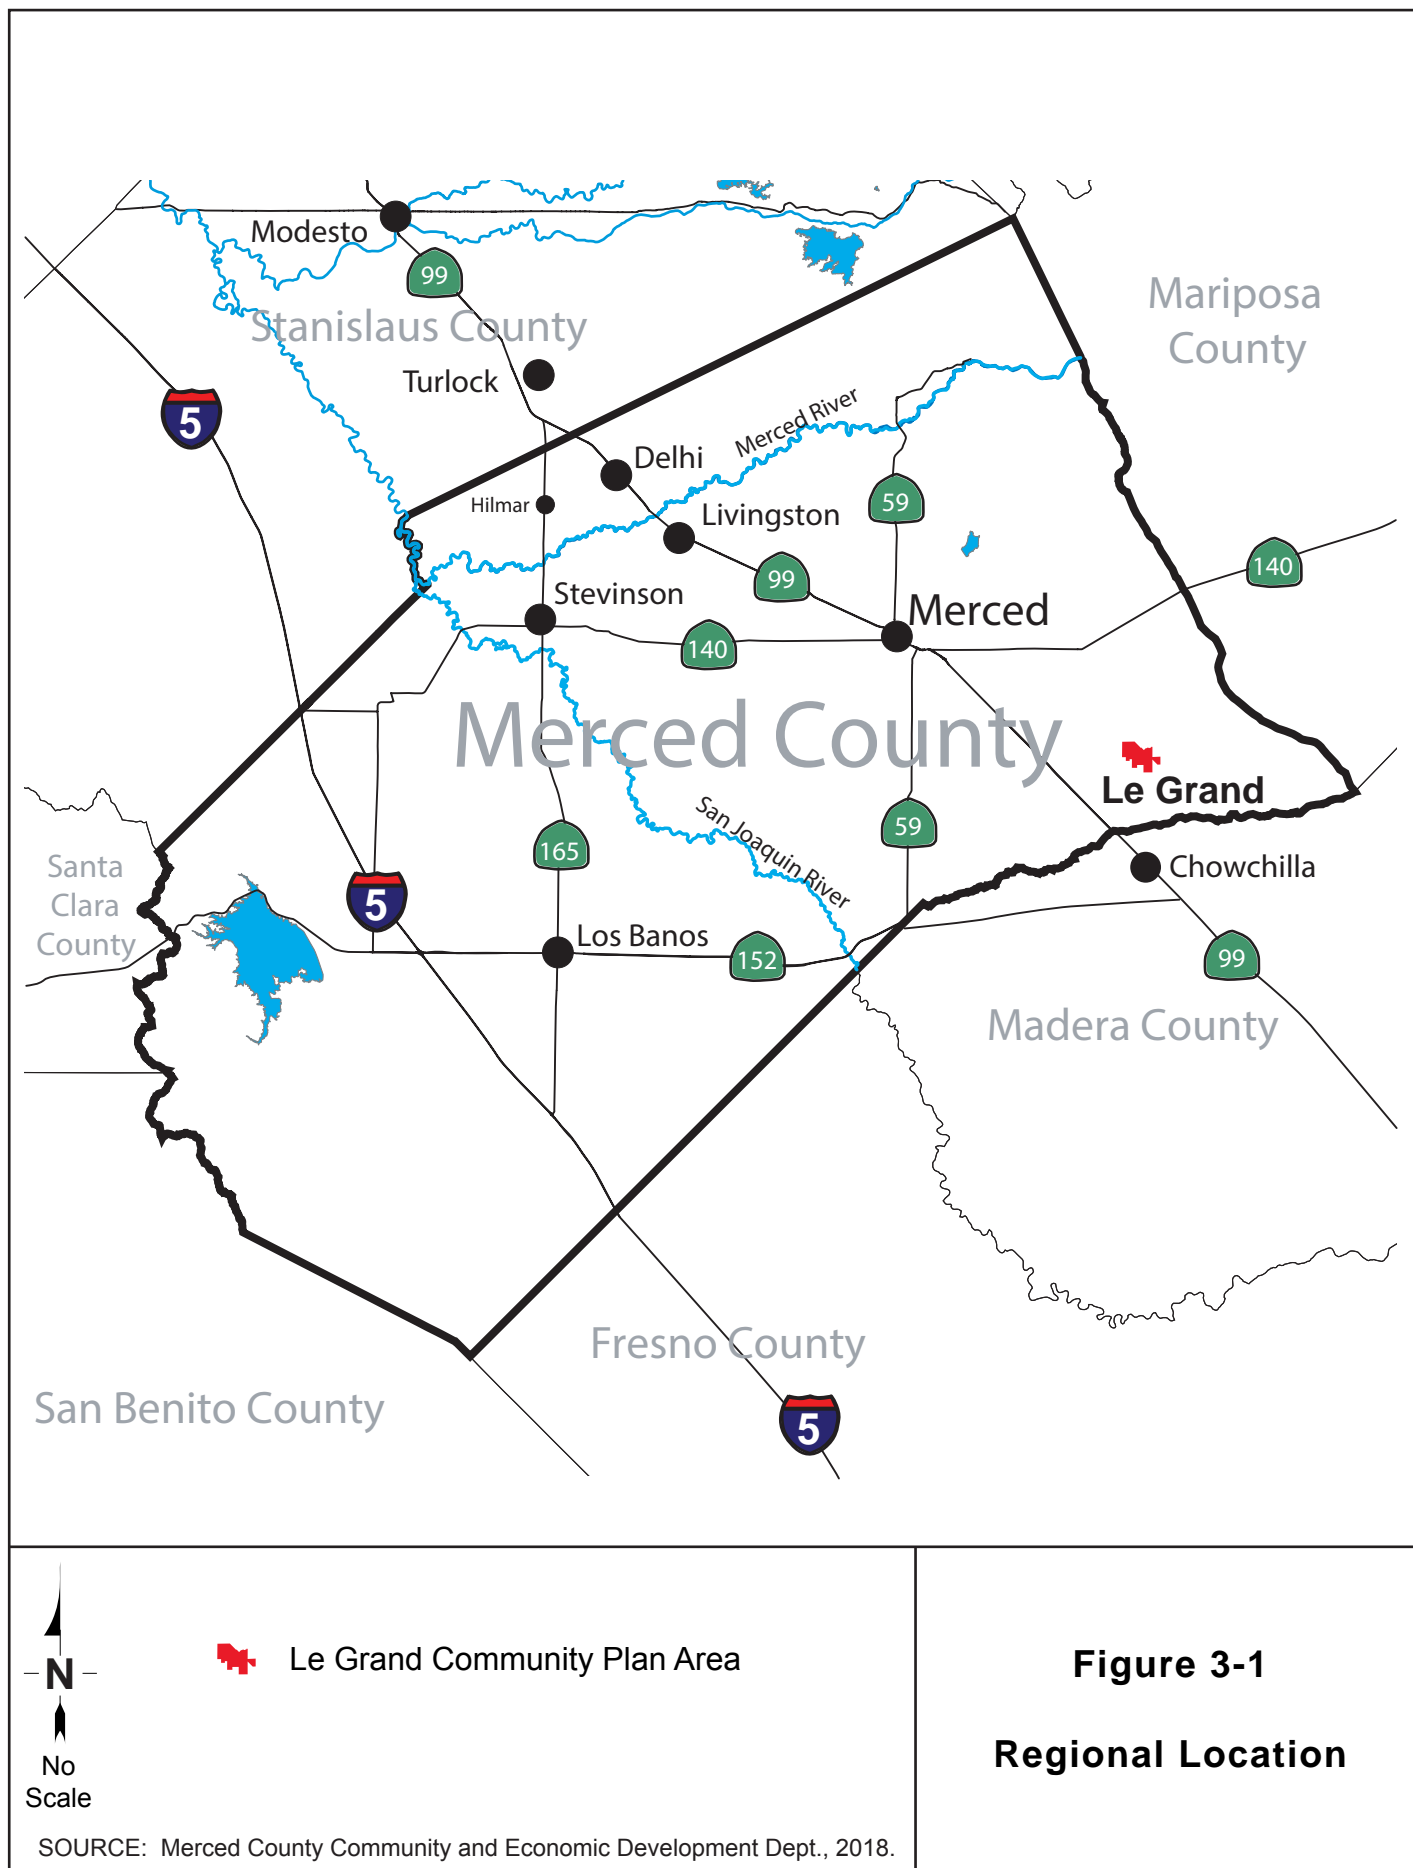 Modesto
99
Stanislaus County
Mariposa
County
Turlock
5
Merced River
Delhi
Hilmar
Livingston
59
140
99
Stevinson
Merced
140
Merced County
Le Grand
San Joaquin River
59
165
Santa
Clara
County
Chowchilla
5
Los Banos
152
99
Madera County
Fresno County
San Benito County
5
N
No
Scale
Le Grand Community Plan Area
Figure 3-1
Regional Location
SOURCE: Merced County Community and Economic Development Dept., 2018.